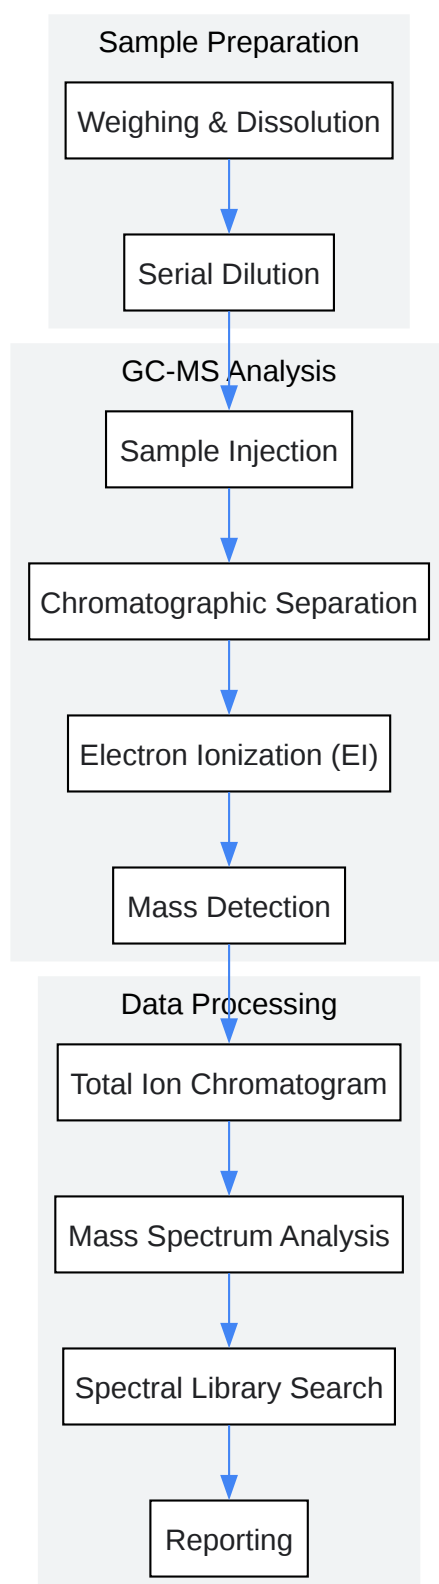 Sample Preparation
Weighing & Dissolution
Serial Dilution
GC-MS Analysis
Sample Injection
Chromatographic Separation
Electron Ionization (EI)
Mass Detection
Data Processing
Total Ion Chromatogram
Mass Spectrum Analysis
Spectral Library Search
Reporting